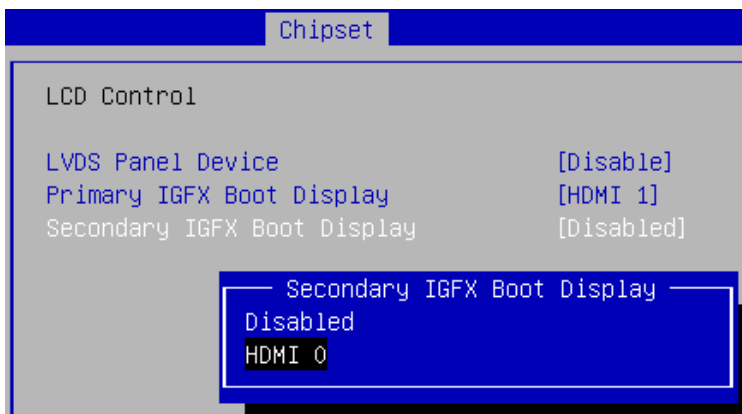 Chipset
LCD Control
LVDS Panel Device [Disable]
Primary IGFX Boot Display [HDMI 1]
Secondary IGFX Boot Display [Disabled]
Secondary IGFX Boot Display
Disabled
HDMI 0